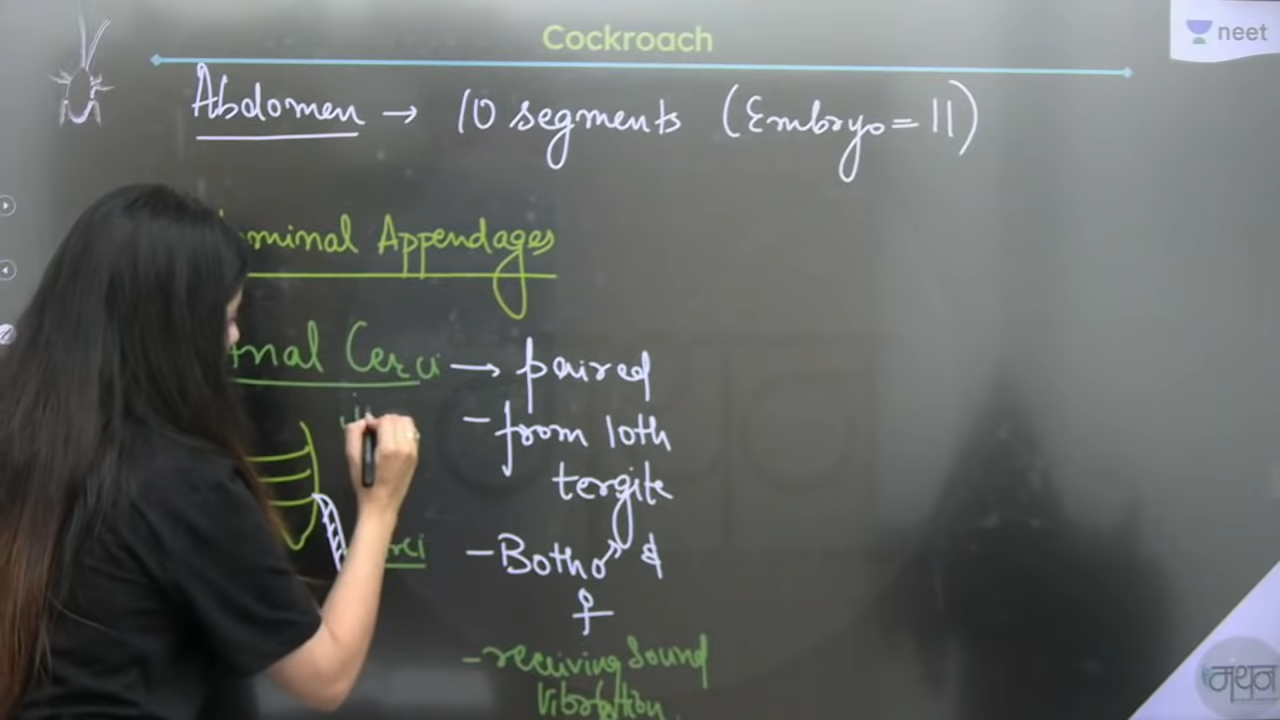 Cockroach
neet
Abdomen → 10 segments (Embryo = 11)
minal Appendages
Anal Cerci → paired
- from 10th
tergite
- Both ♂ &
♀
rci
- receiving sound
Vibration
मंथन